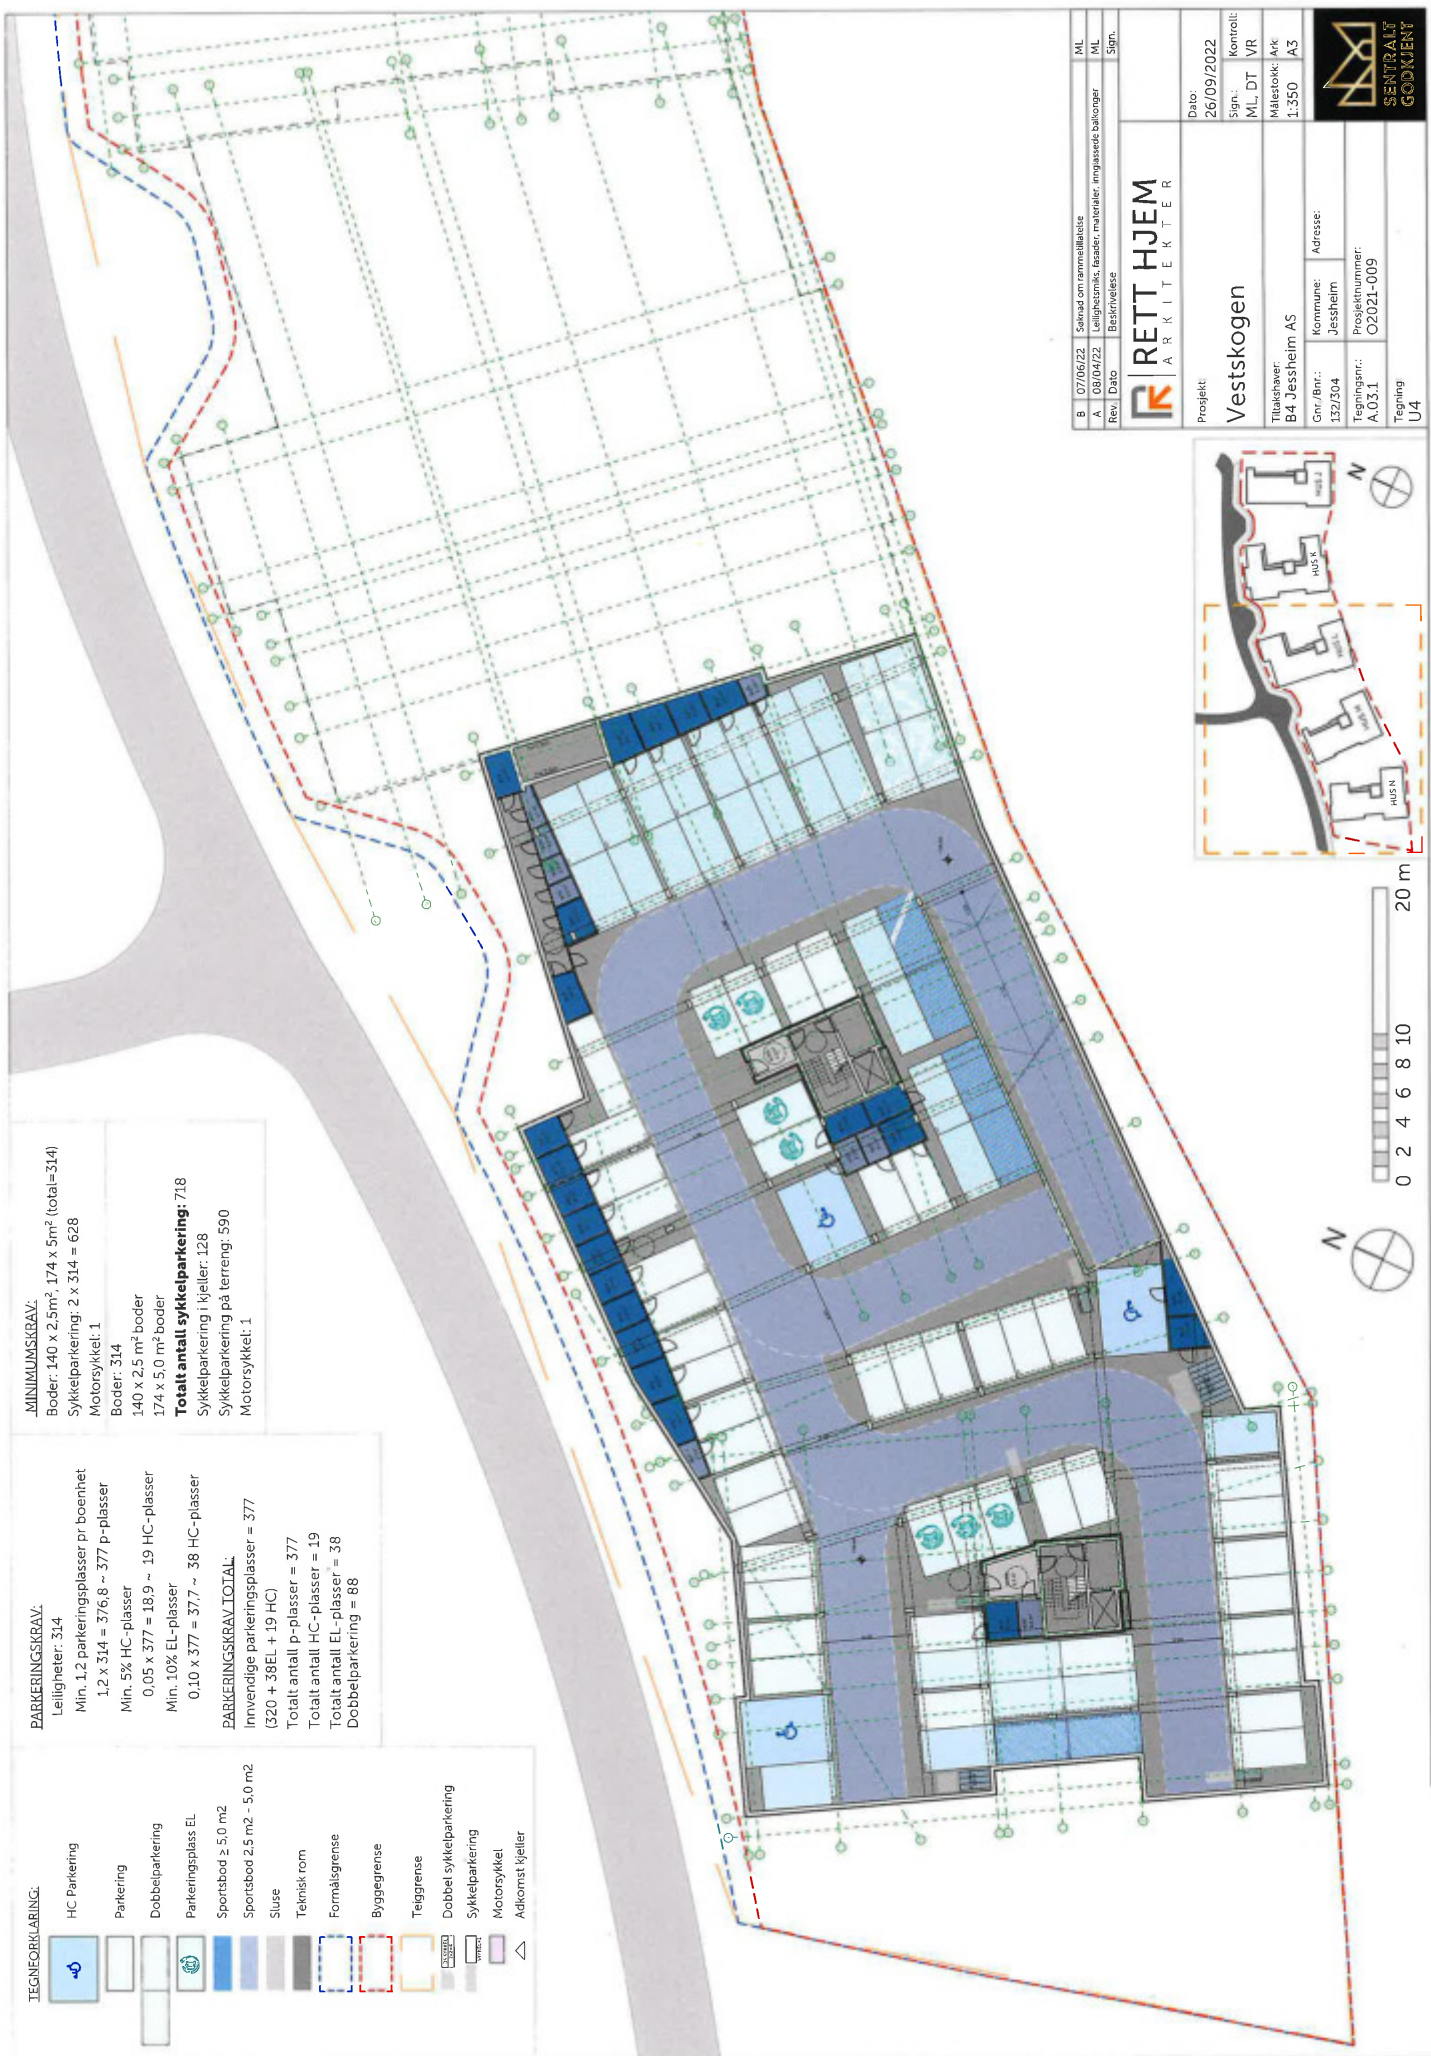 TEGNFORKLARING:
HC Parkering
Parkering
Dobbelparkering
Parkeringsplass EL
Sportsbod ≥ 5,0 m2
Sportsbod 2,5 m2 - 5,0 m2
Sluse
Teknisk rom
Formålsgrense
Byggegrense
Teiggrense
Dobbel sykkelparkering
Sykkelparkering
Motorsykkel
Adkomst kjeller
PARKERINGSKRAV:
Leiligheter: 314
Min. 1,2 parkeringsplasser pr boenhet
1,2 x 314 = 376,8 ~ 377 p-plasser
Min. 5% HC-plasser
0,05 x 377 = 18,9 ~ 19 HC-plasser
Min. 10% EL-plasser
0,10 x 377 = 37,7 ~ 38 HC-plasser
PARKERINGSKRAV TOTAL:
Innvendige parkeringsplasser = 377
(320 + 38EL + 19 HC)
Totalt antall p-plasser = 377
Totalt antall HC-plasser = 19
Totalt antall EL-plasser = 38
Dobbelparkering = 88
MINIMUMSKRAV:
Boder: 140 x 2,5m², 174 x 5m² (total=314)
Sykkelparkering: 2 x 314 = 628
Motorsykkel: 1
Boder: 314
140 x 2,5 m² boder
174 x 5,0 m² boder
Totalt antall sykkelparkering: 718
Sykkelparkering i kjeller: 128
Sykkelparkering på terreng: 590
Motorsykkel: 1
N
0 2 4 6 8 10 20 m
HUS N
HUS M
HUS L
HUS K
HUS J
N
B 07/06/22 Søknad om rammetillatelse ML
A 08/04/22 Leilighetsmiks, fasader, materialer, innglassede balkonger ML
Rev. Dato Beskrivelese Sign.
RETT HJEM
ARKITEKTER
Prosjekt:
Vestskogen
Dato:
26/09/2022
Sign.: Kontroll:
ML, DT VR
Tiltakshaver:
B4 Jessheim AS
Målestokk: Ark:
1:350 A3
Gnr./Bnr.: Kommune: Adresse:
132/304 Jessheim
Tegningsnr.: Prosjektnummer:
A.03.1 O2021-009
Tegning:
U4
SENTRALT
GODKJENT